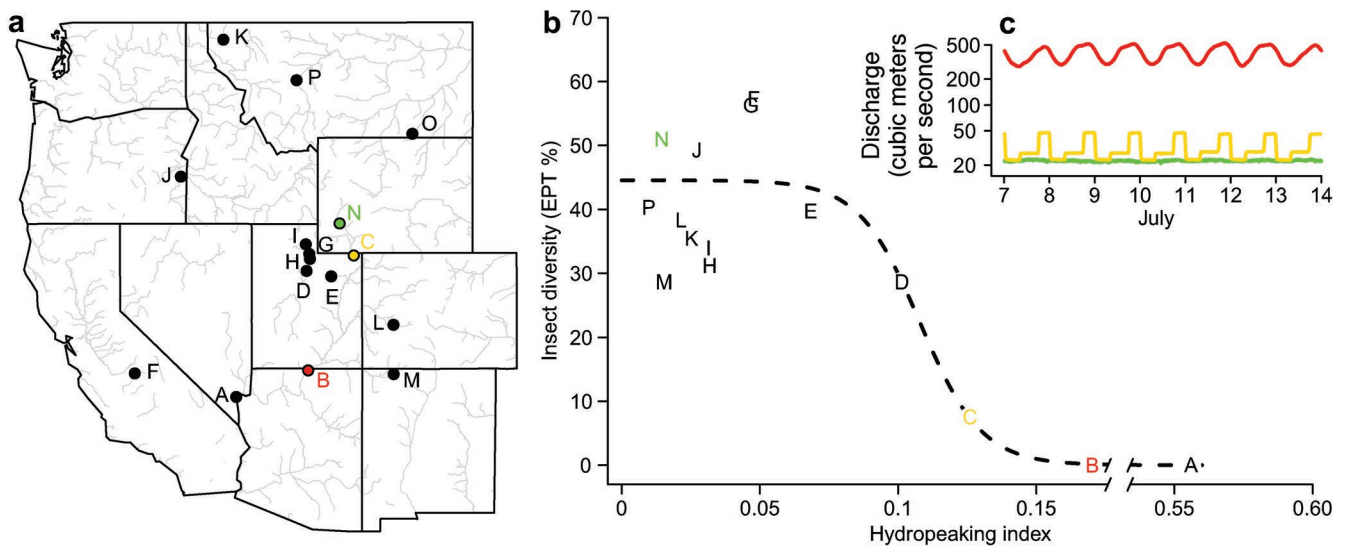 a
K
P
O
J
N
I
G
C
H
D
E
L
F
B
M
A
b
Insect diversity (EPT %)
70
60
50
40
30
20
10
0
F
G
N
J
P
E
L
K
I
H
M
D
C
B
A
0
0.05
0.1
0.15
0.55
0.60
Hydropeaking index
c
Discharge
(cubic meters
per second)
500
200
100
50
20
7
8
9
10
11
12
13
14
July